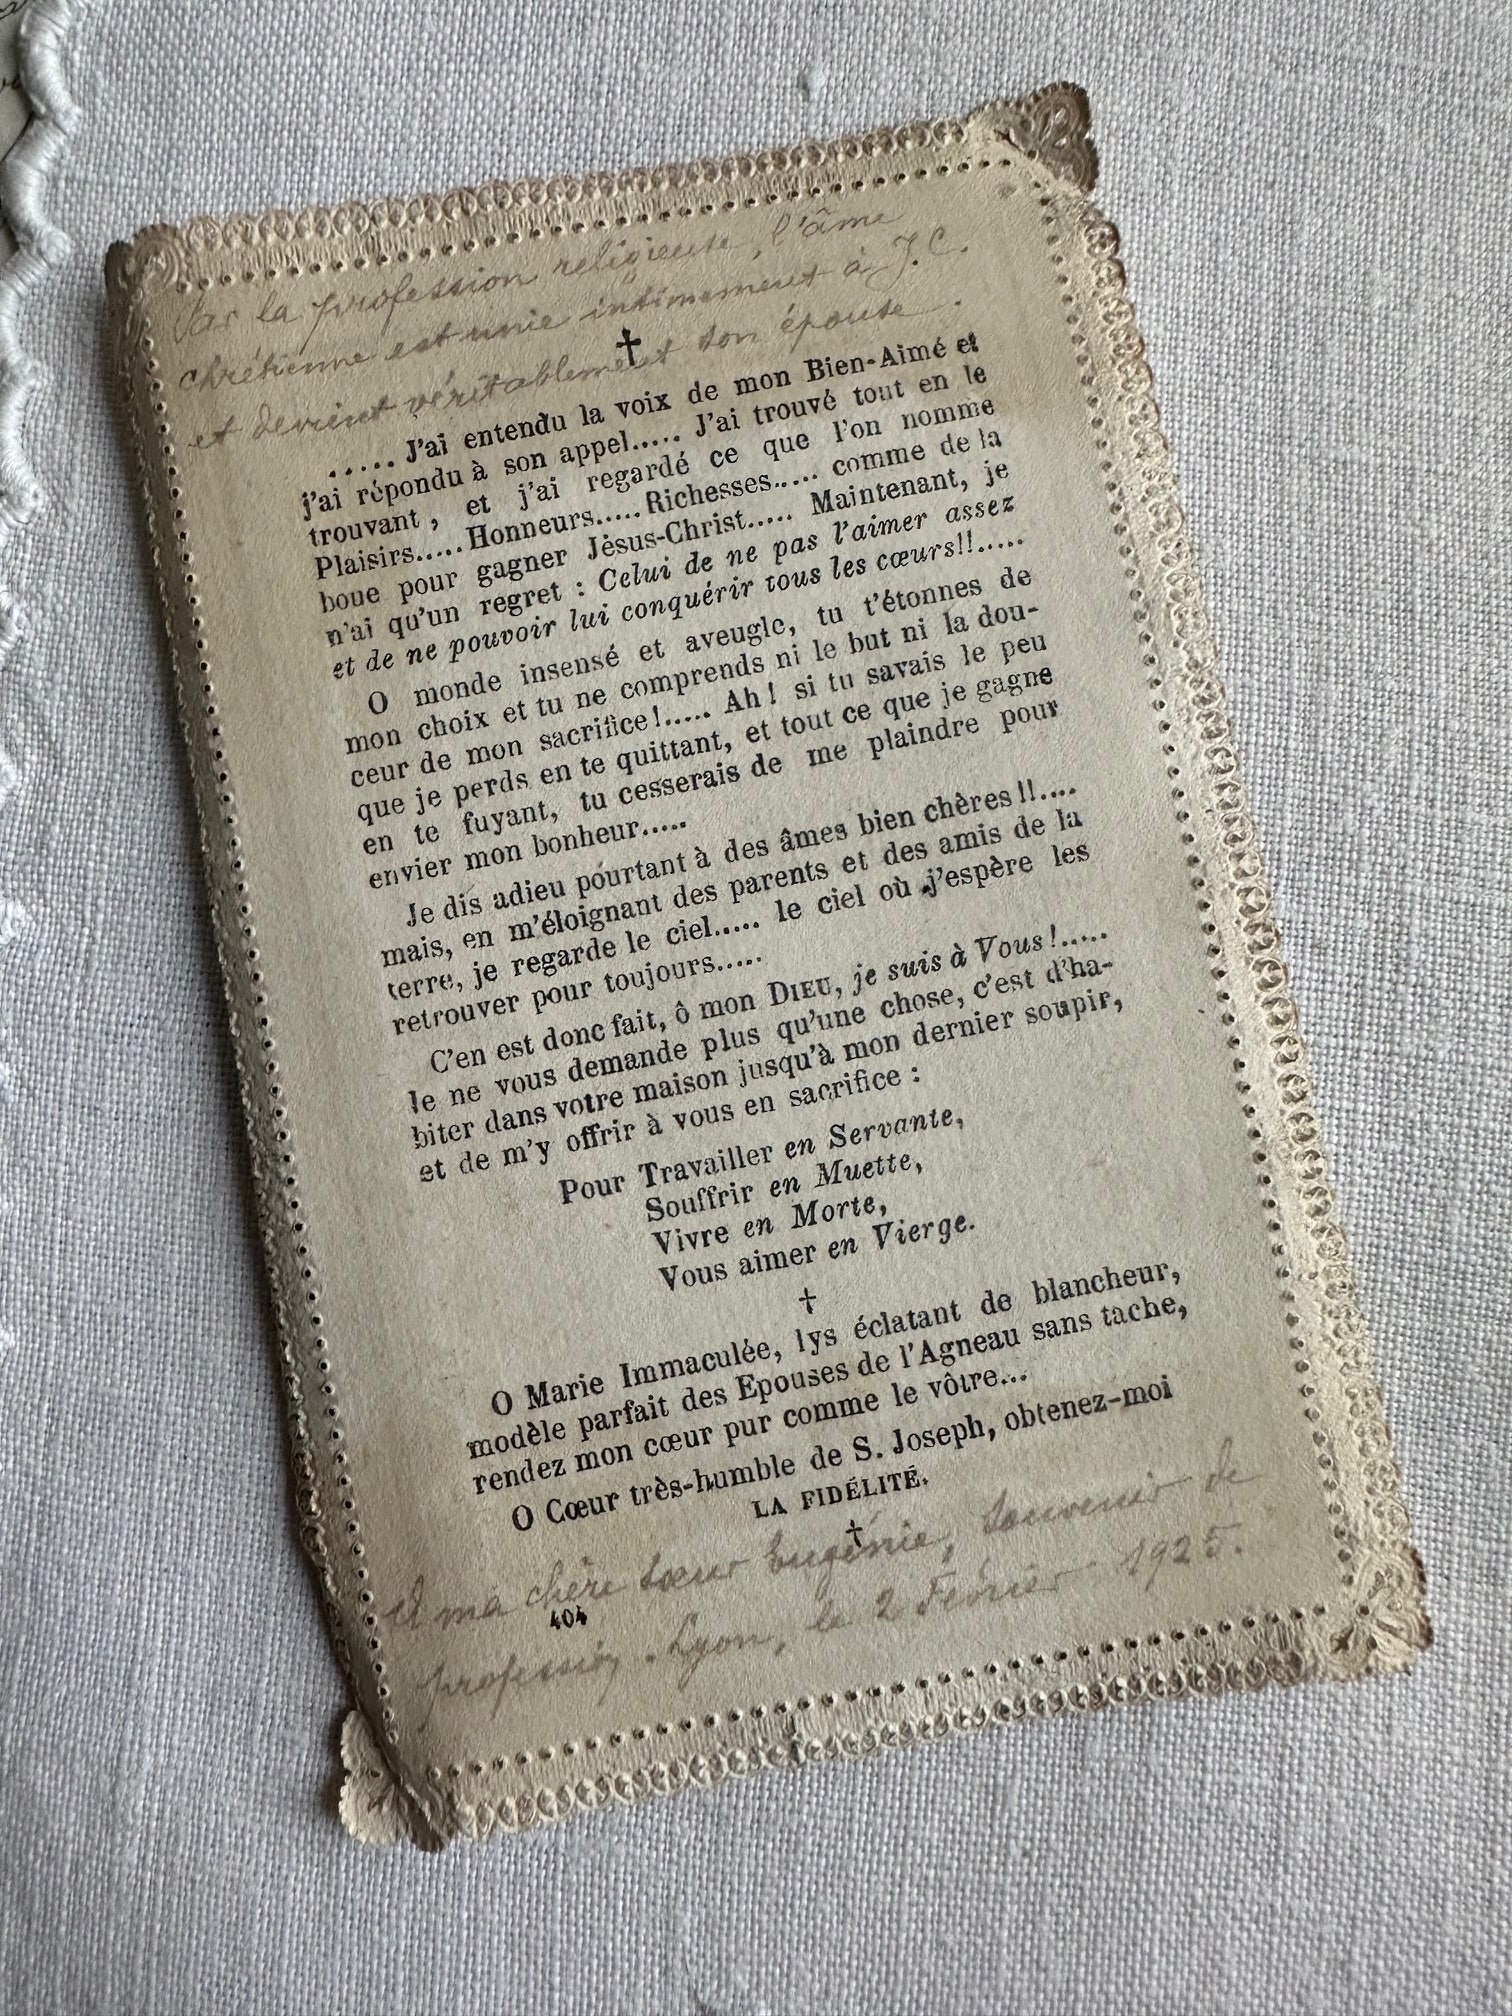 Par la profession religieuse, l'âme
chrétienne est unie intimement à J. C.
et devient véritablement son épouse.
✝
.....J'ai entendu la voix de mon Bien-Aimé et
j'ai répondu à son appel..... J'ai trouvé tout en le
trouvant, et j'ai regardé ce que l'on nomme
Plaisirs.....Honneurs.....Richesses..... comme de la
boue pour gagner Jésus-Christ..... Maintenant, je
n'ai qu'un regret : Celui de ne pas l'aimer assez
et de ne pouvoir lui conquérir tous les cœurs!!.....
O monde insensé et aveugle, tu t'étonnes de
mon choix et tu ne comprends ni le but ni la dou-
ceur de mon sacrifice!..... Ah! si tu savais le peu
que je perds en te quittant, et tout ce que je gagne
en te fuyant, tu cesserais de me plaindre pour
envier mon bonheur.....
Je dis adieu pourtant à des âmes bien chères!!....
mais, en m'éloignant des parents et des amis de la
terre, je regarde le ciel..... le ciel où j'espère les
retrouver pour toujours.....
C'en est donc fait, ô mon DIEU, je suis à Vous!.....
Je ne vous demande plus qu'une chose, c'est d'ha-
biter dans votre maison jusqu'à mon dernier soupir,
et de m'y offrir à vous en sacrifice :
Pour Travailler en Servante,
Souffrir en Muette,
Vivre en Morte,
Vous aimer en Vierge.
✝
O Marie Immaculée, lys éclatant de blancheur,
modèle parfait des Epouses de l'Agneau sans tache,
rendez mon cœur pur comme le vôtre...
O Cœur très-humble de S. Joseph, obtenez-moi
LA FIDÉLITÉ.
✝
A ma chère sœur Eugénie, souvenir de
404
profession. Lyon, le 2 Février 1925.